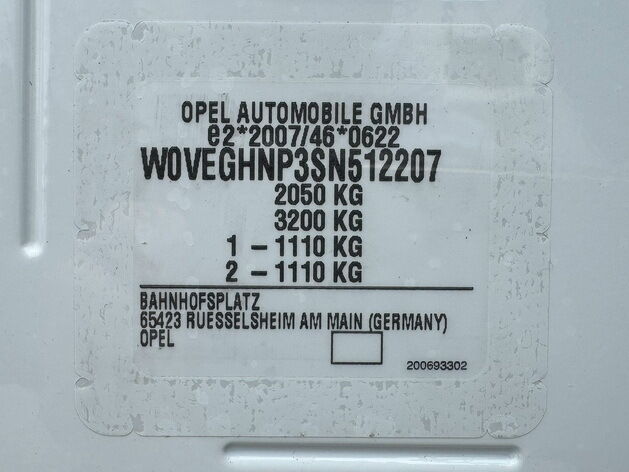 OPEL AUTOMOBILE GMBH
e2*2007/46*0622
W0VEGHNP3SN512207
2050 KG
3200 KG
1 - 1110 KG
2 - 1110 KG
BAHNHOFSPLATZ
65423 RUESSELSHEIM AM MAIN (GERMANY)
OPEL
200693302